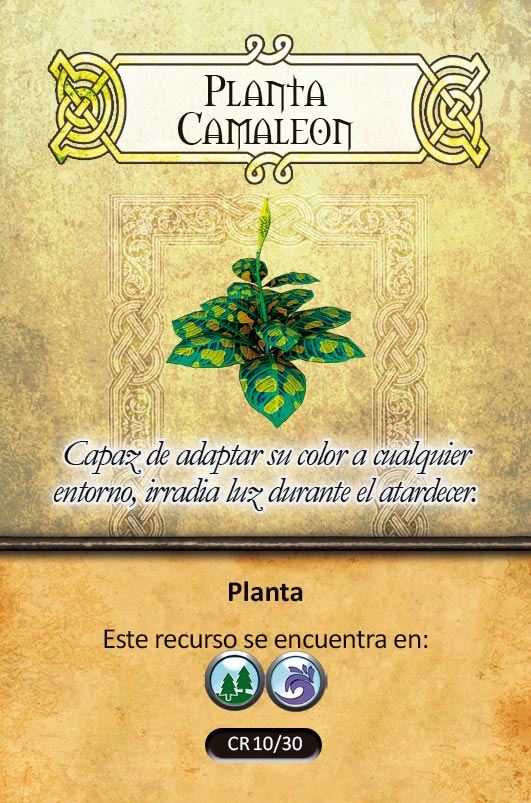 Planta
Camaleon
Capaz de adaptar su color a cualquier
entorno, irradia luz durante el atardecer.
Planta
Este recurso se encuentra en:
CR 10/30